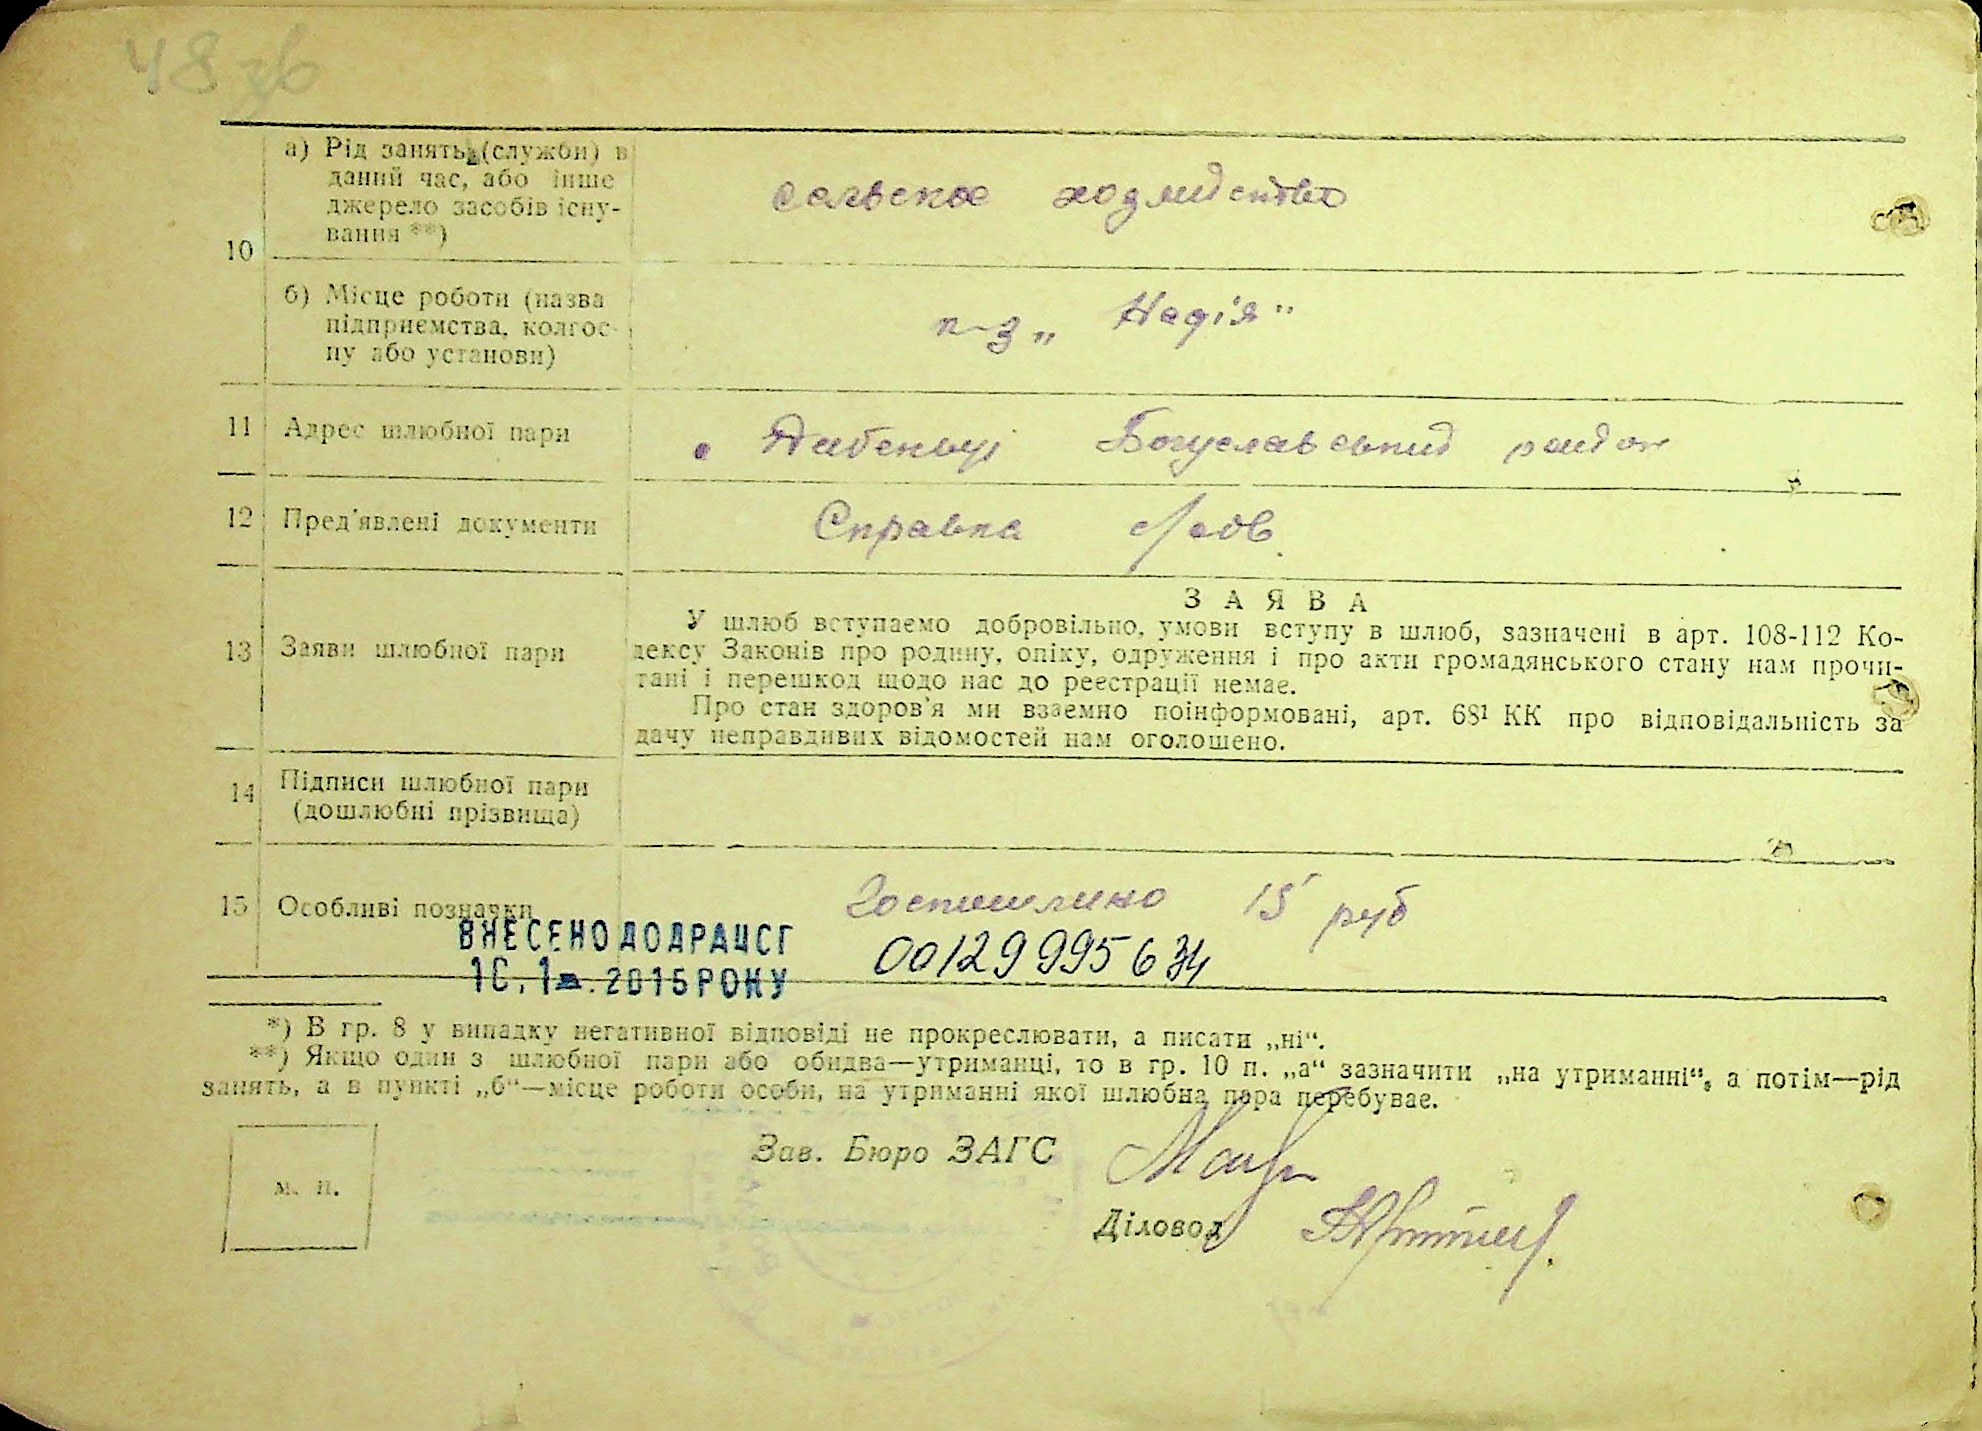 48 зв
а) Рід занять (служби) в
даний час, або інше
джерело засобів існу-
вання **)
сельское хозяйство
10
б) Місце роботи (назва
підприємства, колгос-
пу або установи)
к-з „Надія"
11 Адрес шлюбної пари
Дибенці Богуславський район
12 Пред'явлені документи
Справка с/рдв
13 Заяви шлюбної пари
ЗАЯВА
У шлюб вступаємо добровільно, умови вступу в шлюб, зазначені в арт. 108-112 Ко-
дексу Законів про родину, опіку, одруження і про акти громадянського стану нам прочи-
тані і перешкод щодо нас до реєстрації немає.
Про стан здоров'я ми взаємно поінформовані, арт. 68¹ КК про відповідальність за
дачу неправдивих відомостей нам оголошено.
14 Підписи шлюбної пари
(дошлюбні прізвища)
15 Особливі позначки
Госпошлино 15 руб
ВНЕСЕНО ДО ДРАЦСГ
2015 РОКУ
00129995634
*) В гр. 8 у випадку негативної відповіді не прокреслювати, а писати „ні“.
**) Якщо один з шлюбної пари або обидва—утриманці, то в гр. 10 п. „а“ зазначити „на утриманні“, а потім—рід
занять, а в пункті „б“—місце роботи особи, на утриманні якої шлюбна пара перебуває.
Зав. Бюро ЗАГС
м. п.
Діловод